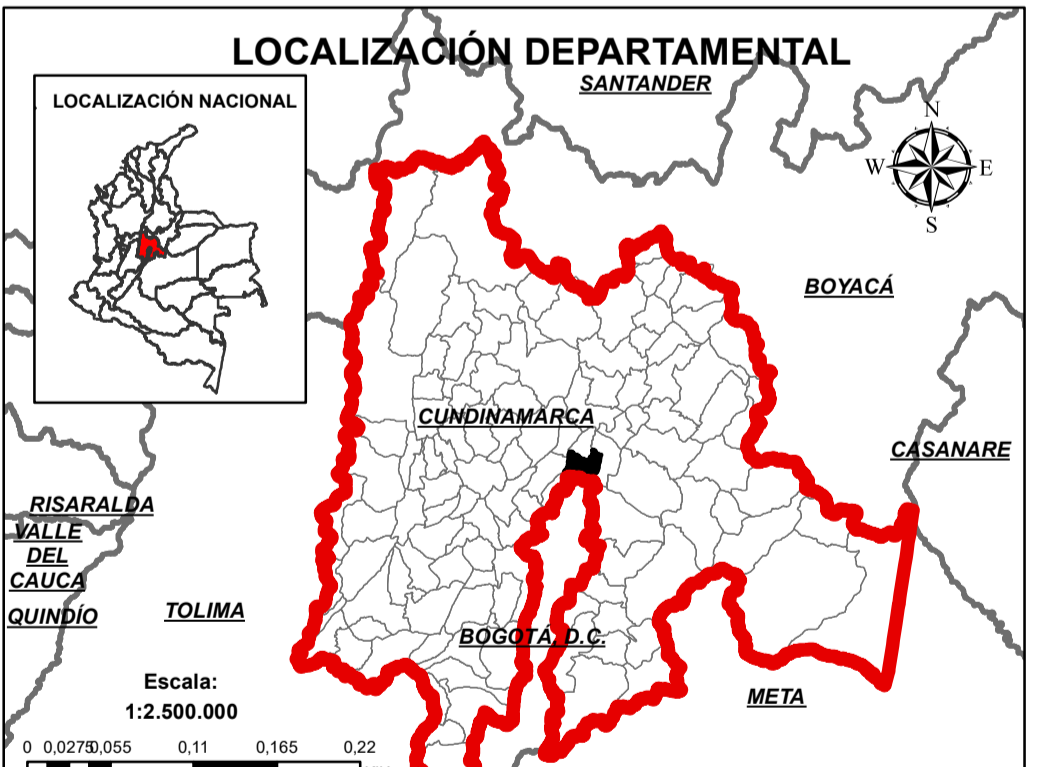 LOCALIZACIÓN DEPARTAMENTAL
SANTANDER
LOCALIZACIÓN NACIONAL
N
W
E
S
BOYACÁ
CUNDINAMARCA
CASANARE
RISARALDA
VALLE
DEL
CAUCA
QUINDÍO
TOLIMA
BOGOTÁ, D.C.
META
Escala:
1:2.500.000
0 0,0275 0,055 0,11 0,165 0,22